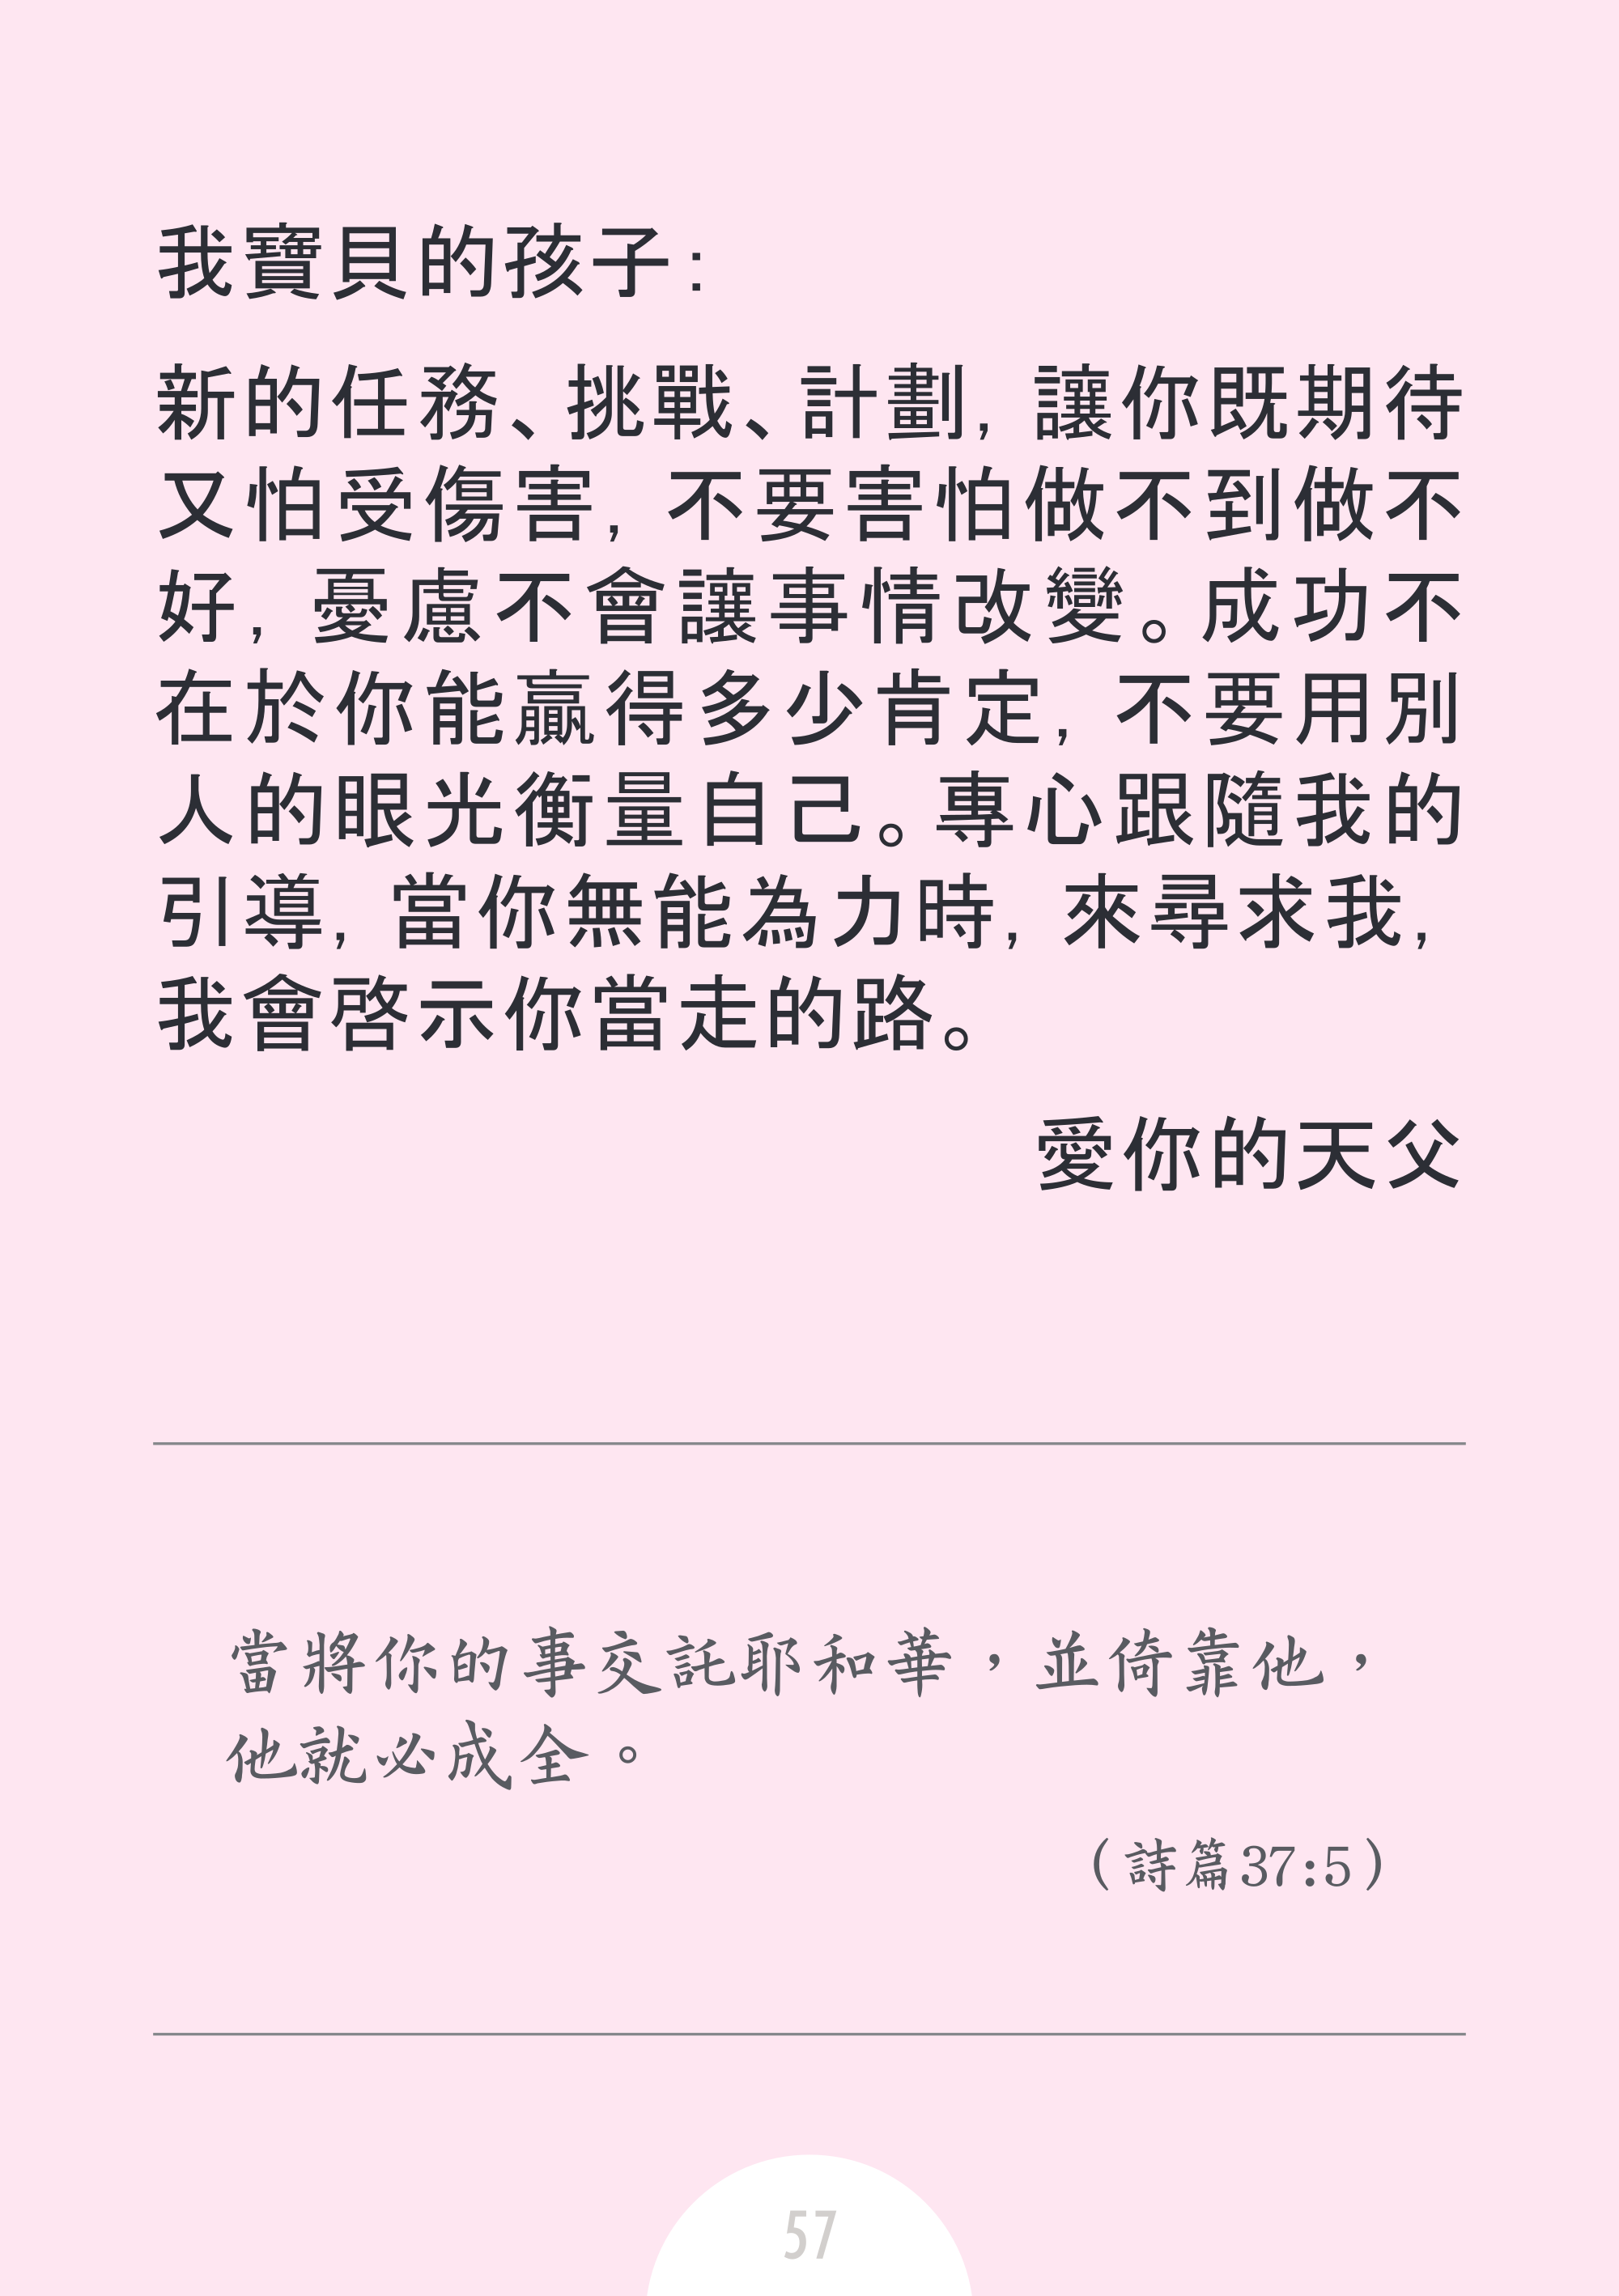 我寶貝的孩子：
新的任務、挑戰、計劃，讓你既期待
又怕受傷害，不要害怕做不到做不
好，憂慮不會讓事情改變。成功不
在於你能贏得多少肯定，不要用別
人的眼光衡量自己。專心跟隨我的
引導，當你無能為力時，來尋求我，
我會啓示你當走的路。
愛你的天父
當將你的事交託耶和華，並倚靠他，
他就必成全。
（詩篇37:5）
57